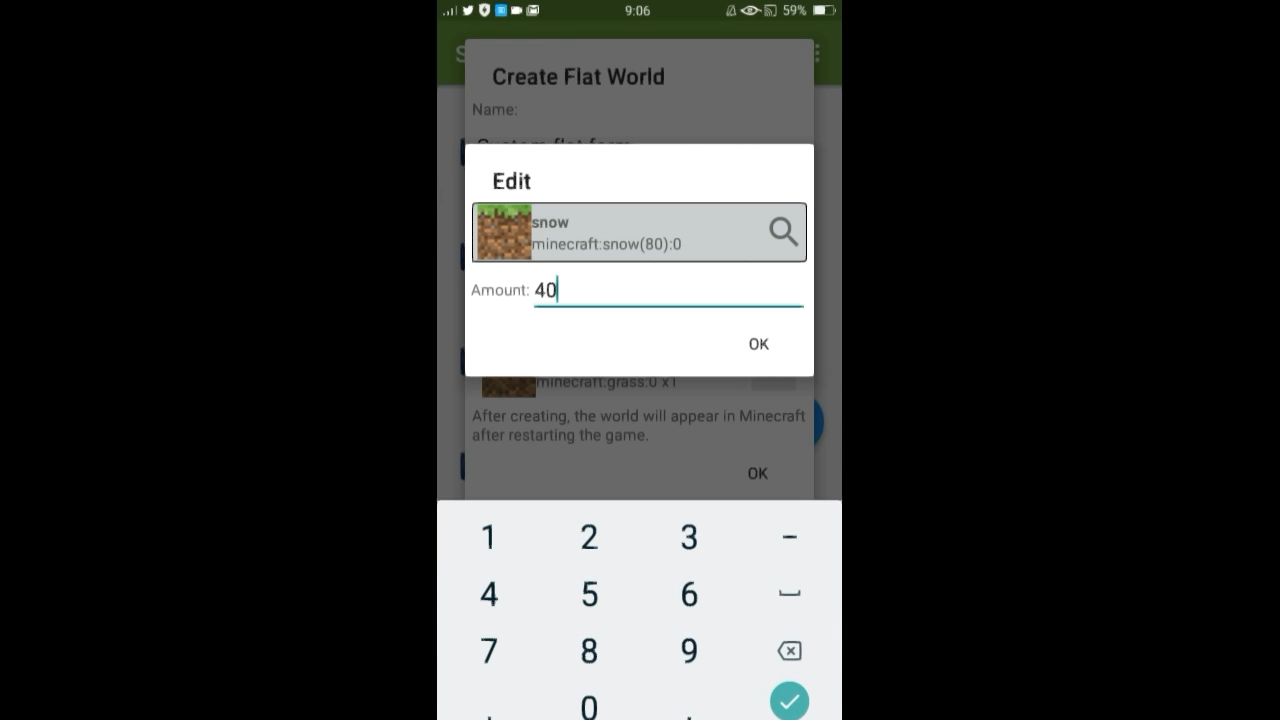 9:06
59%
S
Create Flat World
Name:
Custom flat form
Edit
snow
minecraft:snow(80):0
Amount: 40
OK
minecraft:grass:0 x1
After creating, the world will appear in Minecraft
after restarting the game.
OK
1 2 3 -
4 5 6
7 8 9
. 0 ,